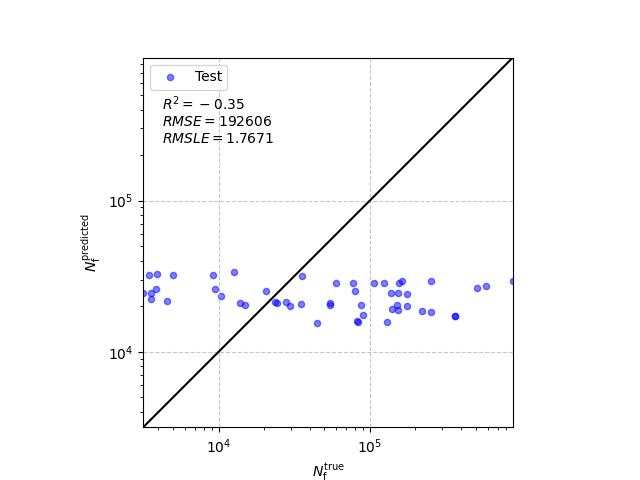 Test
R² = −0.35
RMSE = 192606
RMSLE = 1.7671
N_f^predicted
10⁵
10⁴
10⁴ 10⁵
N_f^true